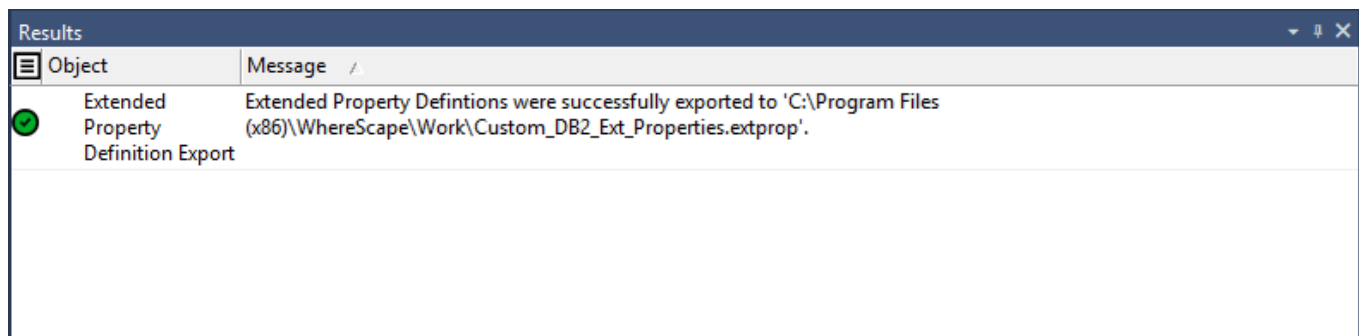 Results
Object Message
Extended Extended Property Defintions were successfully exported to 'C:\Program Files
Property (x86)\WhereScape\Work\Custom_DB2_Ext_Properties.extprop'.
Definition Export